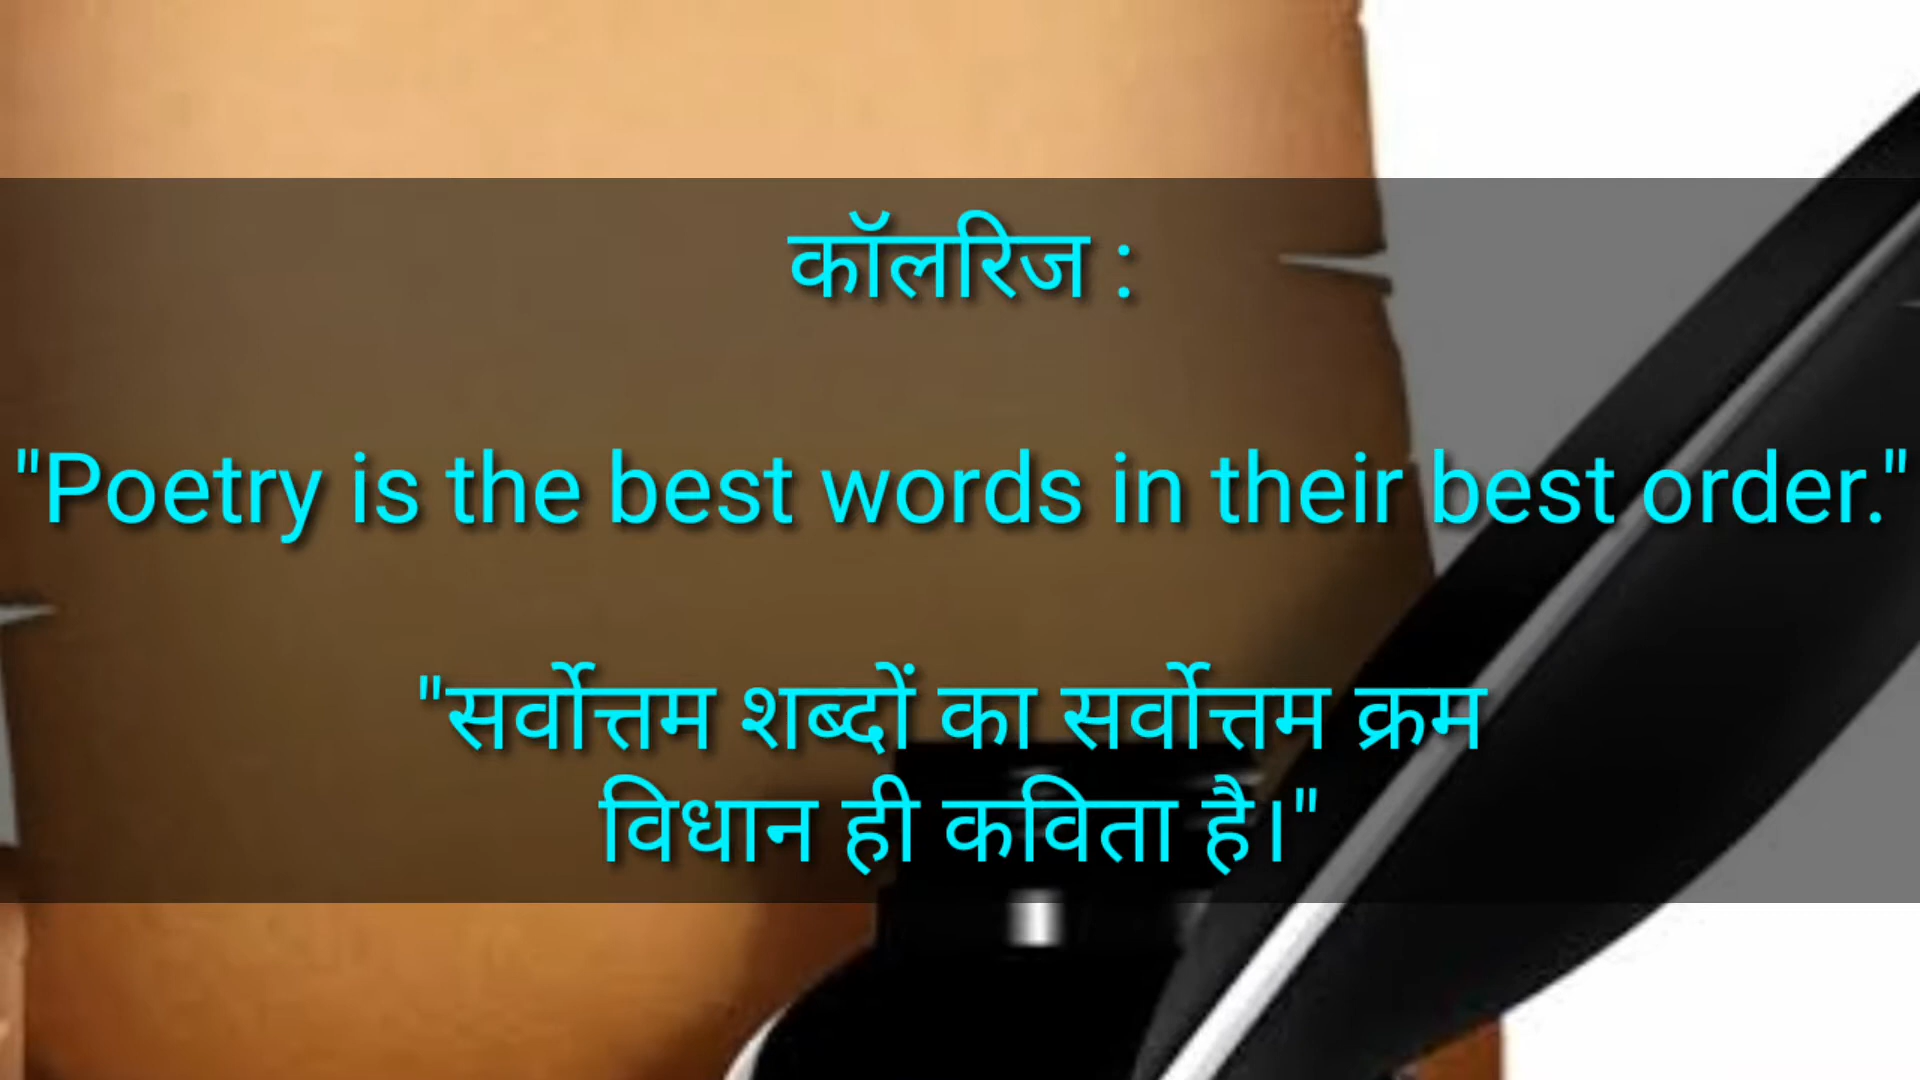 कॉलरिज :
"Poetry is the best words in their best order."
"सर्वोत्तम शब्दों का सर्वोत्तम क्रम
विधान ही कविता है।"